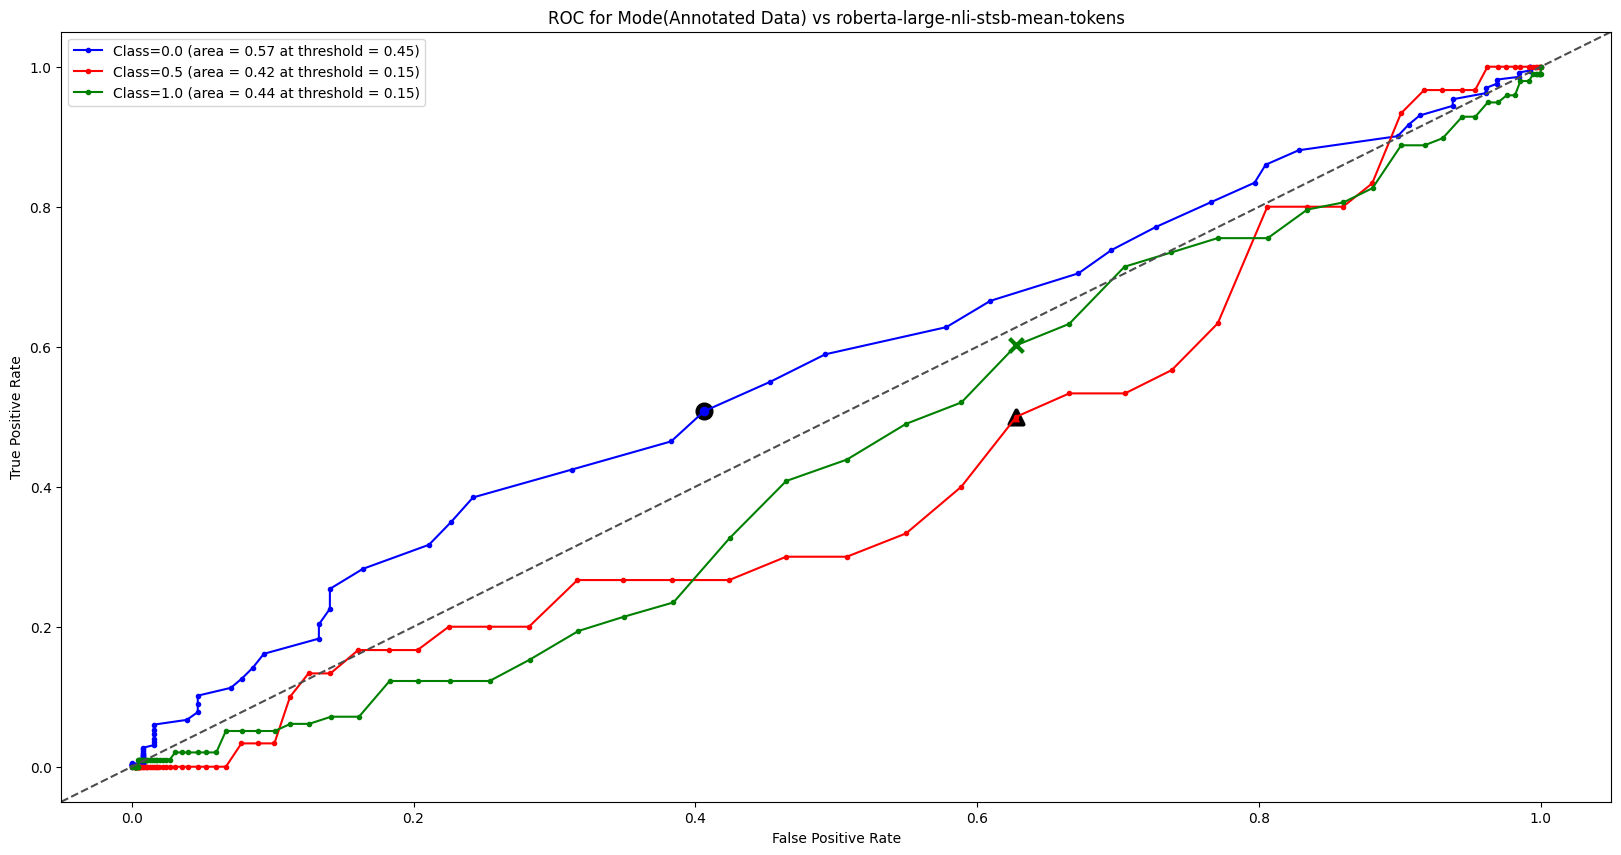 ROC for Mode(Annotated Data) vs roberta-large-nli-stsb-mean-tokens
Class=0.0 (area = 0.57 at threshold = 0.45)
Class=0.5 (area = 0.42 at threshold = 0.15)
Class=1.0 (area = 0.44 at threshold = 0.15)
True Positive Rate
1.0
0.8
0.6
0.4
0.2
0.0
0.0 0.2 0.4 0.6 0.8 1.0
False Positive Rate